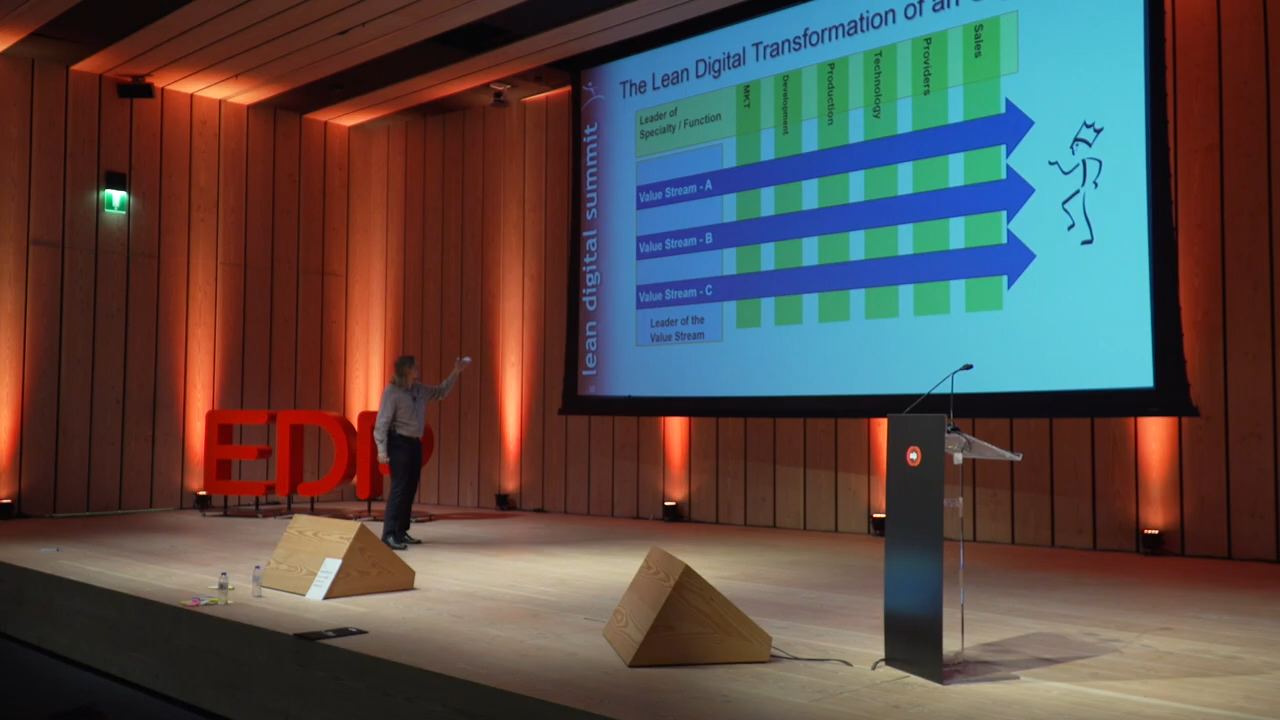 The Lean Digital Transformation of an
Leader of
Specialty / Function
MKT
Development
Production
Technology
Providers
Sales
Value Stream - A
Value Stream - B
Value Stream - C
Leader of the
Value Stream
lean digital summit
EDP